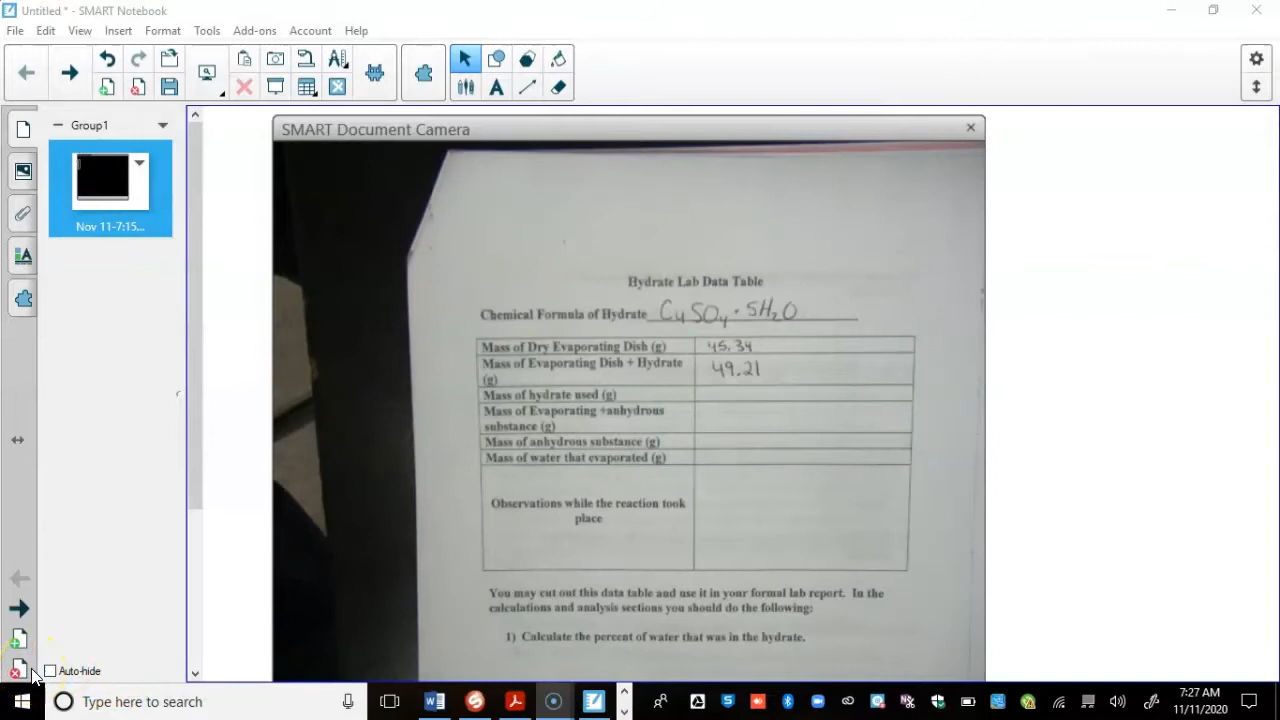 Untitled * - SMART Notebook
File Edit View Insert Format Tools Add-ons Account Help
Group1
Nov 11-7:15...
SMART Document Camera
Hydrate Lab Data Table
Chemical Formula of Hydrate CuSO4 · 5H2O
Mass of Dry Evaporating Dish (g) 45.34
Mass of Evaporating Dish + Hydrate 49.21
(g)
Mass of hydrate used (g)
Mass of Evaporating +anhydrous
substance (g)
Mass of anhydrous substance (g)
Mass of water that evaporated (g)
Observations while the reaction took
place
You may cut out this data table and use it in your formal lab report. In the
calculations and analysis sections you should do the following:
1) Calculate the percent of water that was in the hydrate.
Auto-hide
Type here to search
7:27 AM
11/11/2020